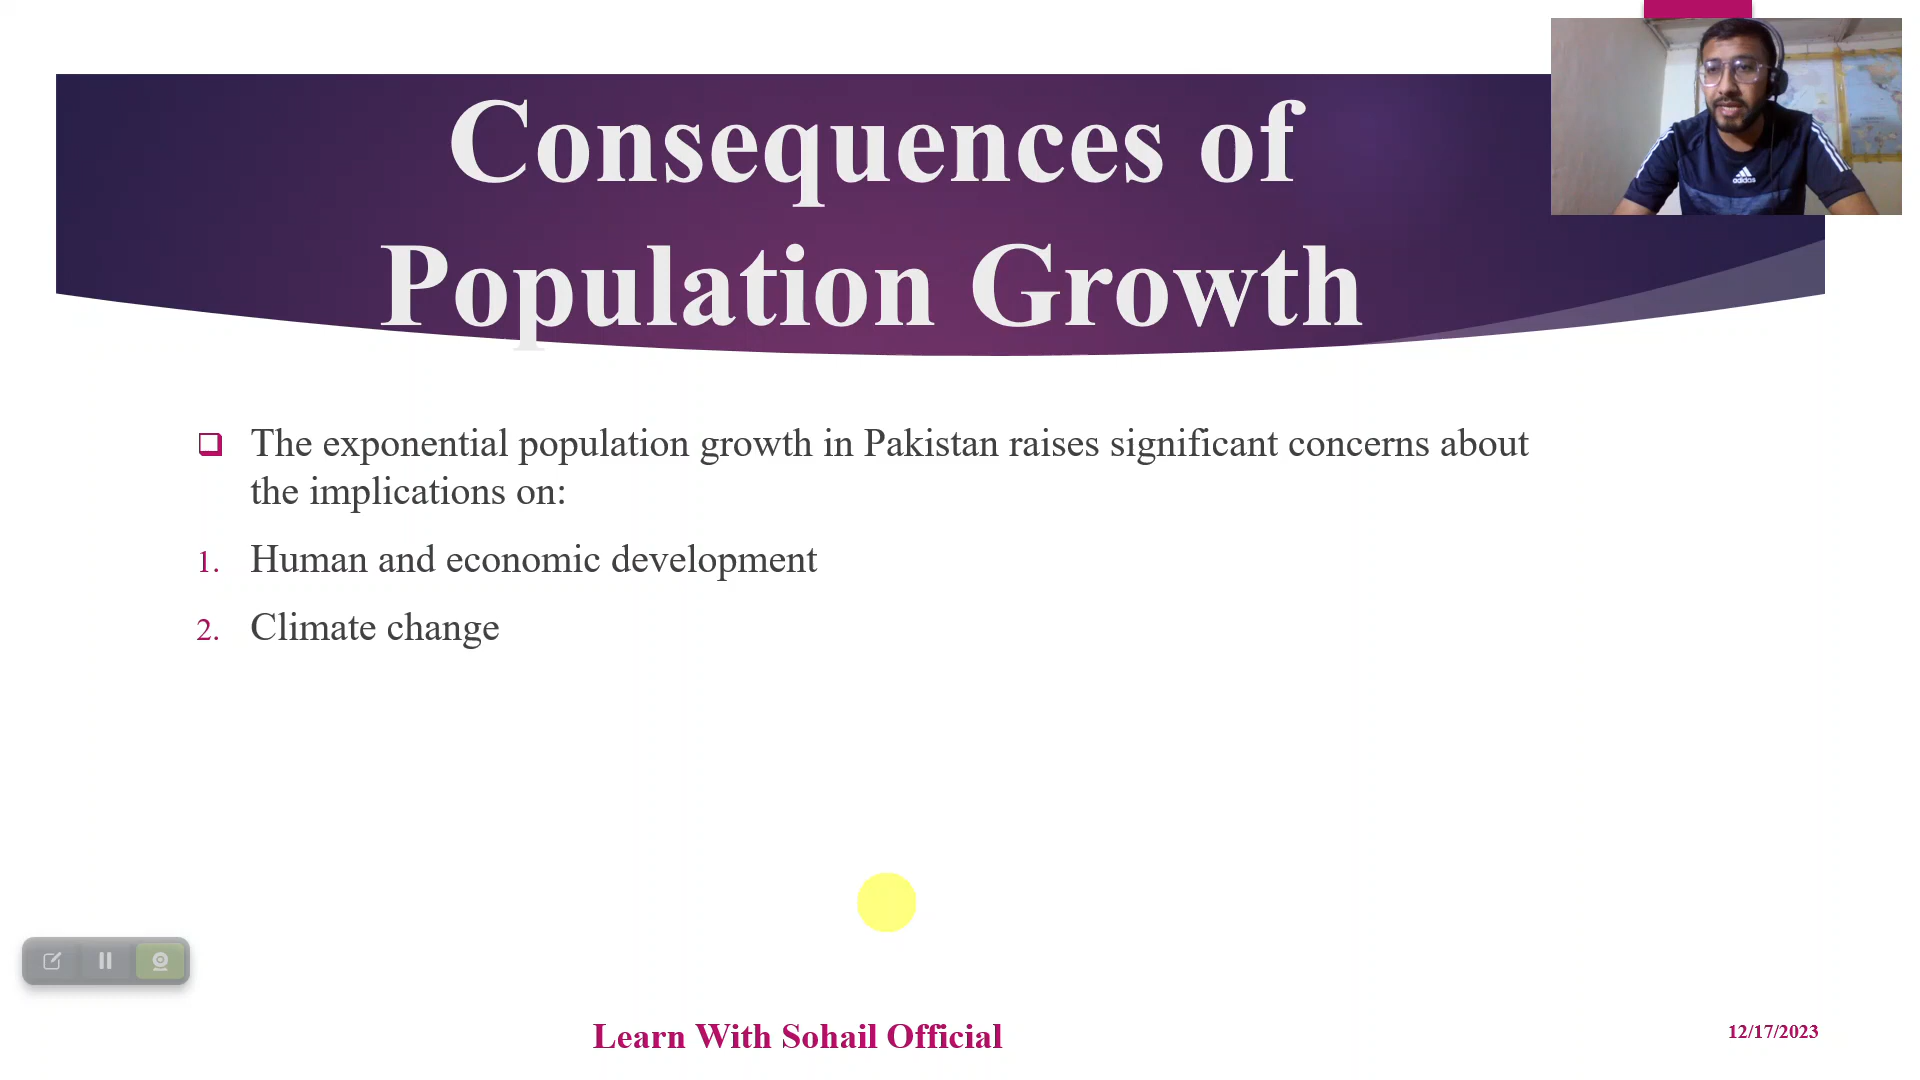 Consequences of
Population Growth
adidas
The exponential population growth in Pakistan raises significant concerns about
the implications on:
1. Human and economic development
2. Climate change
Learn With Sohail Official
12/17/2023